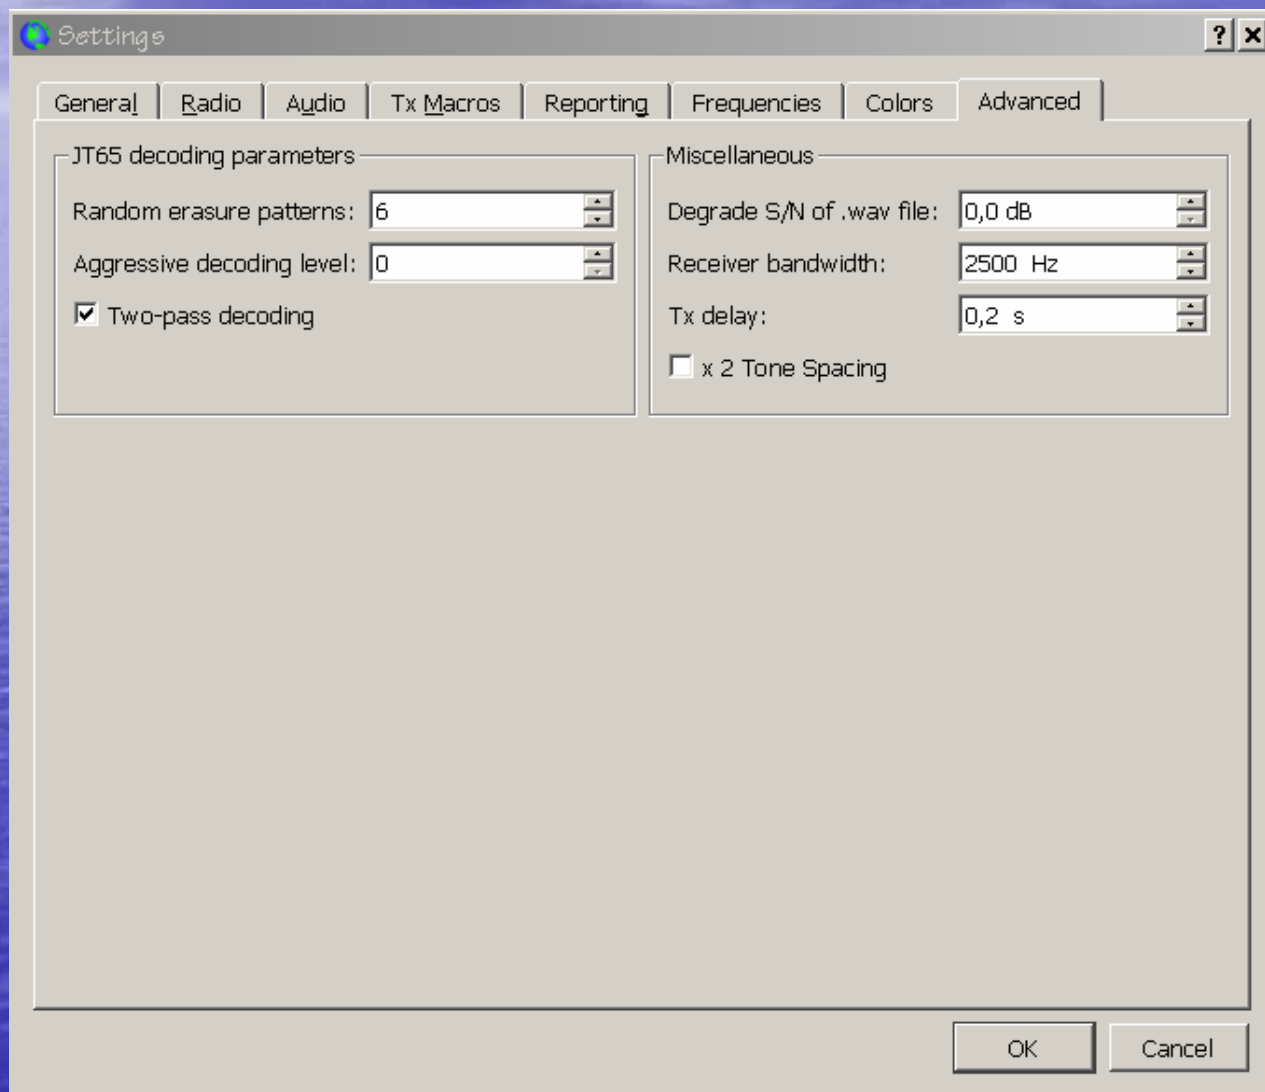 Settings
General Radio Audio Tx Macros Reporting Frequencies Colors Advanced
JT65 decoding parameters
Random erasure patterns: 6
Aggressive decoding level: 0
Two-pass decoding
Miscellaneous
Degrade S/N of .wav file: 0,0 dB
Receiver bandwidth: 2500 Hz
Tx delay: 0,2 s
x 2 Tone Spacing
OK Cancel